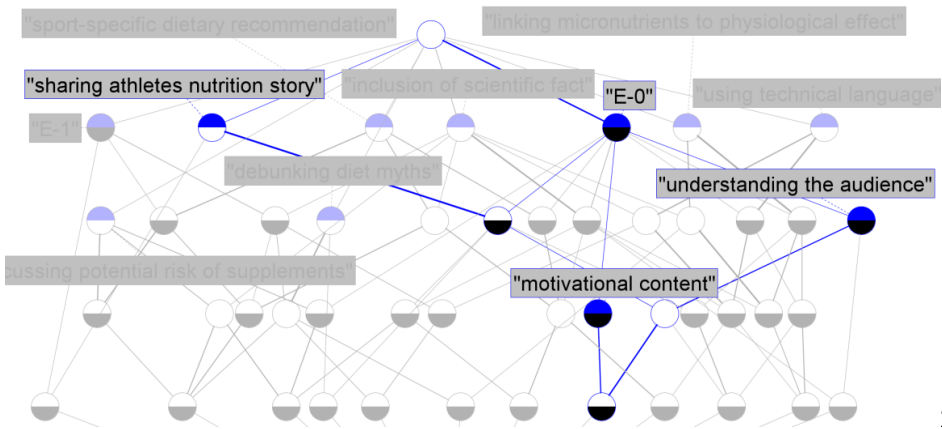 "sport-specific dietary recommendation"
"linking micronutrients to physiological effect"
"sharing athletes nutrition story"
"inclusion of scientific fact"
"E-0"
"using technical language"
"E-1"
"debunking diet myths"
"understanding the audience"
cussing potential risk of supplements"
"motivational content"